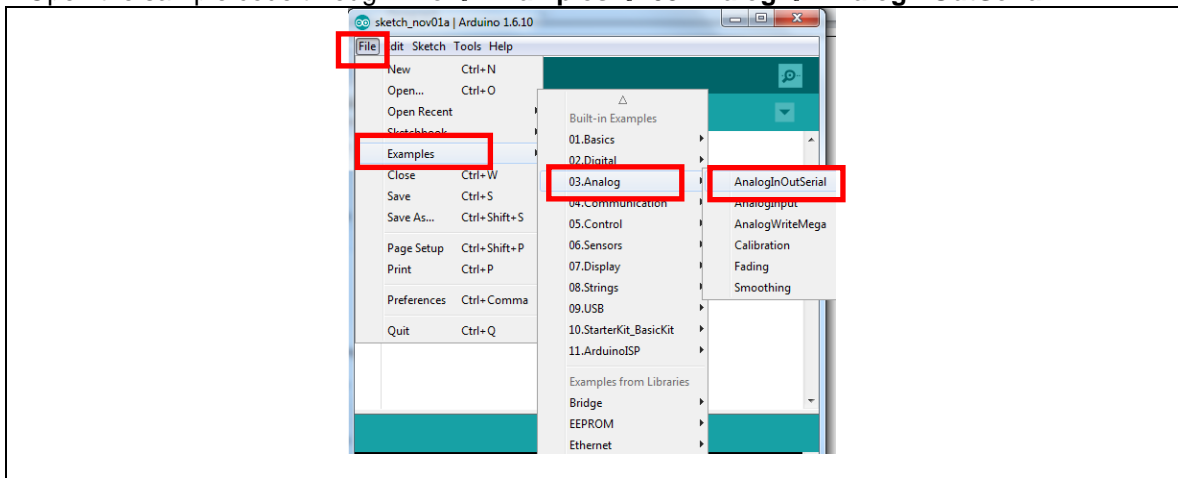 sketch_nov01a | Arduino 1.6.10
File Edit Sketch Tools Help
New Ctrl+N
Open... Ctrl+O
Open Recent
Sketchbook
Examples
Close Ctrl+W
Save Ctrl+S
Save As... Ctrl+Shift+S
Page Setup Ctrl+Shift+P
Print Ctrl+P
Preferences Ctrl+Comma
Quit Ctrl+Q
Built-in Examples
01.Basics
02.Digital
03.Analog
04.Communication
05.Control
06.Sensors
07.Display
08.Strings
09.USB
10.StarterKit_BasicKit
11.ArduinoISP
Examples from Libraries
Bridge
EEPROM
Ethernet
AnalogInOutSerial
AnalogInput
AnalogWriteMega
Calibration
Fading
Smoothing